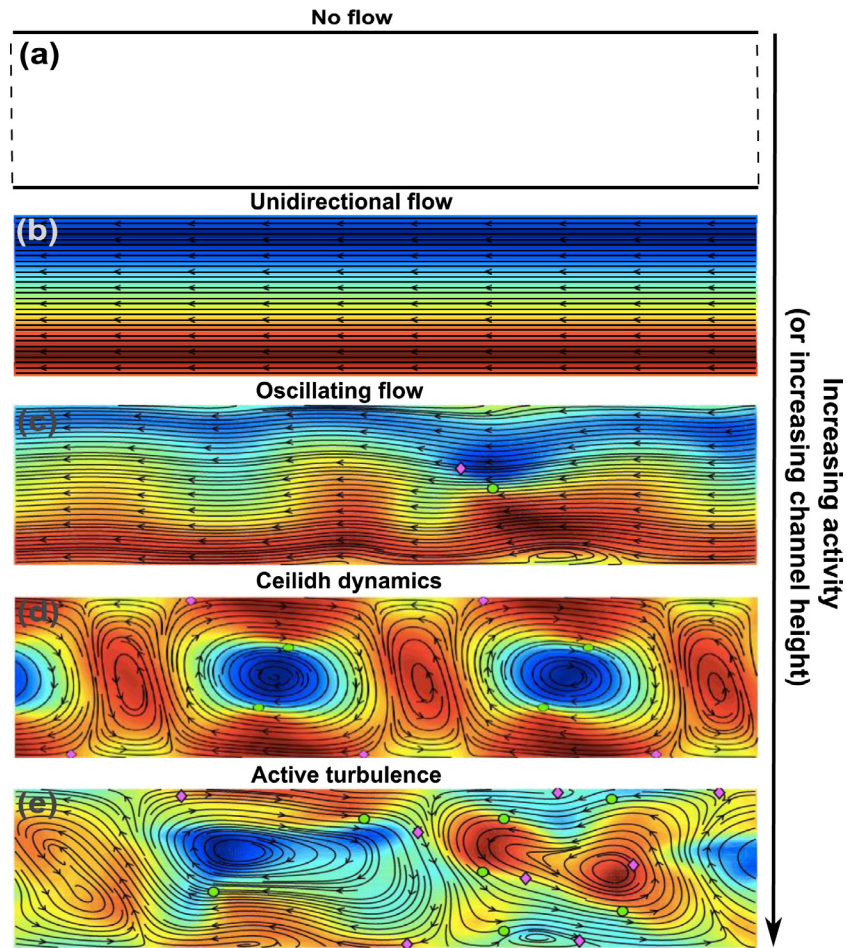 No flow
(a)
Unidirectional flow
(b)
Oscillating flow
(c)
Ceilidh dynamics
(d)
Active turbulence
(e)
Increasing activity
(or increasing channel height)